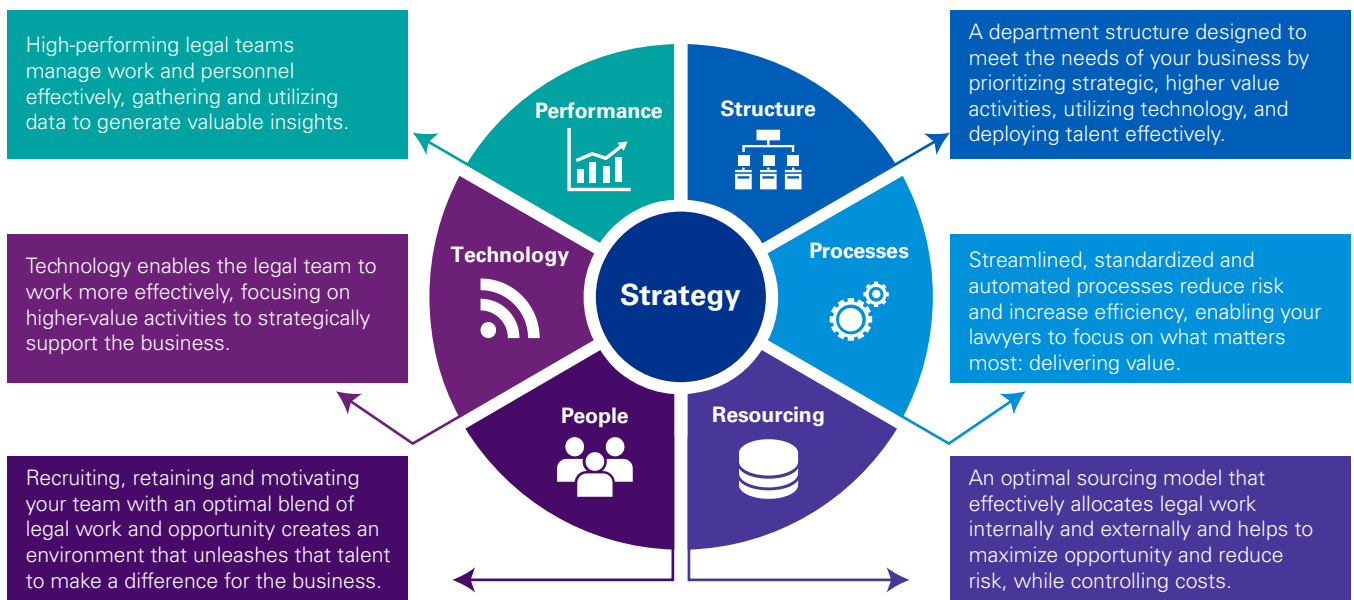 High-performing legal teams
manage work and personnel
effectively, gathering and utilizing
data to generate valuable insights.
Performance
Structure
A department structure designed to
meet the needs of your business by
prioritizing strategic, higher value
activities, utilizing technology, and
deploying talent effectively.
Technology enables the legal team to
work more effectively, focusing on
higher-value activities to strategically
support the business.
Technology
Strategy
Processes
Streamlined, standardized and
automated processes reduce risk
and increase efficiency, enabling your
lawyers to focus on what matters
most: delivering value.
Recruiting, retaining and motivating
your team with an optimal blend of
legal work and opportunity creates an
environment that unleashes that talent
to make a difference for the business.
People
Resourcing
An optimal sourcing model that
effectively allocates legal work
internally and externally and helps to
maximize opportunity and reduce
risk, while controlling costs.